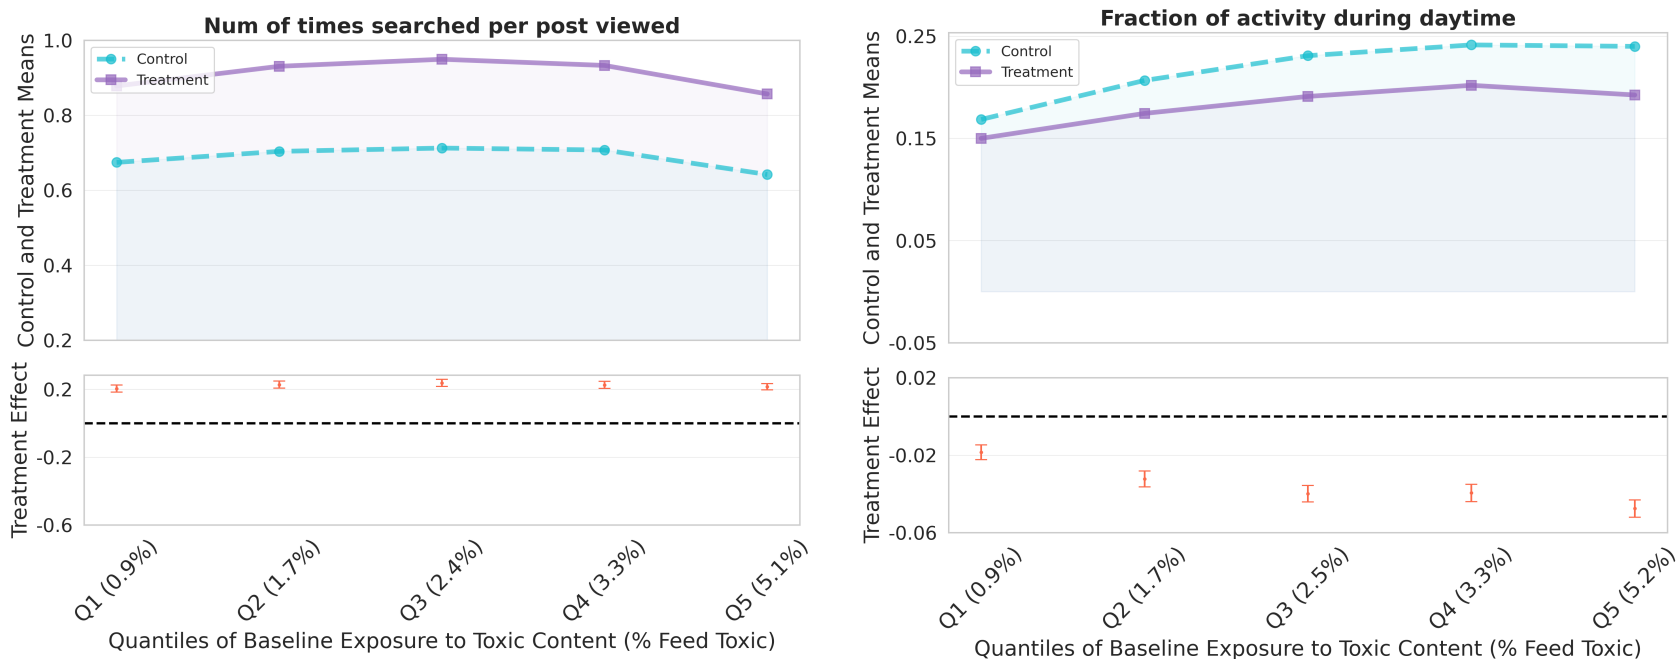 Num of times searched per post viewed
Control and Treatment Means
1.0
0.8
0.6
0.4
0.2
Control
Treatment
Treatment Effect
0.2
-0.2
-0.6
Q1 (0.9%)
Q2 (1.7%)
Q3 (2.4%)
Q4 (3.3%)
Q5 (5.1%)
Quantiles of Baseline Exposure to Toxic Content (% Feed Toxic)
Fraction of activity during daytime
Control and Treatment Means
0.25
0.15
0.05
-0.05
Control
Treatment
Treatment Effect
0.02
-0.02
-0.06
Q1 (0.9%)
Q2 (1.7%)
Q3 (2.5%)
Q4 (3.3%)
Q5 (5.2%)
Quantiles of Baseline Exposure to Toxic Content (% Feed Toxic)